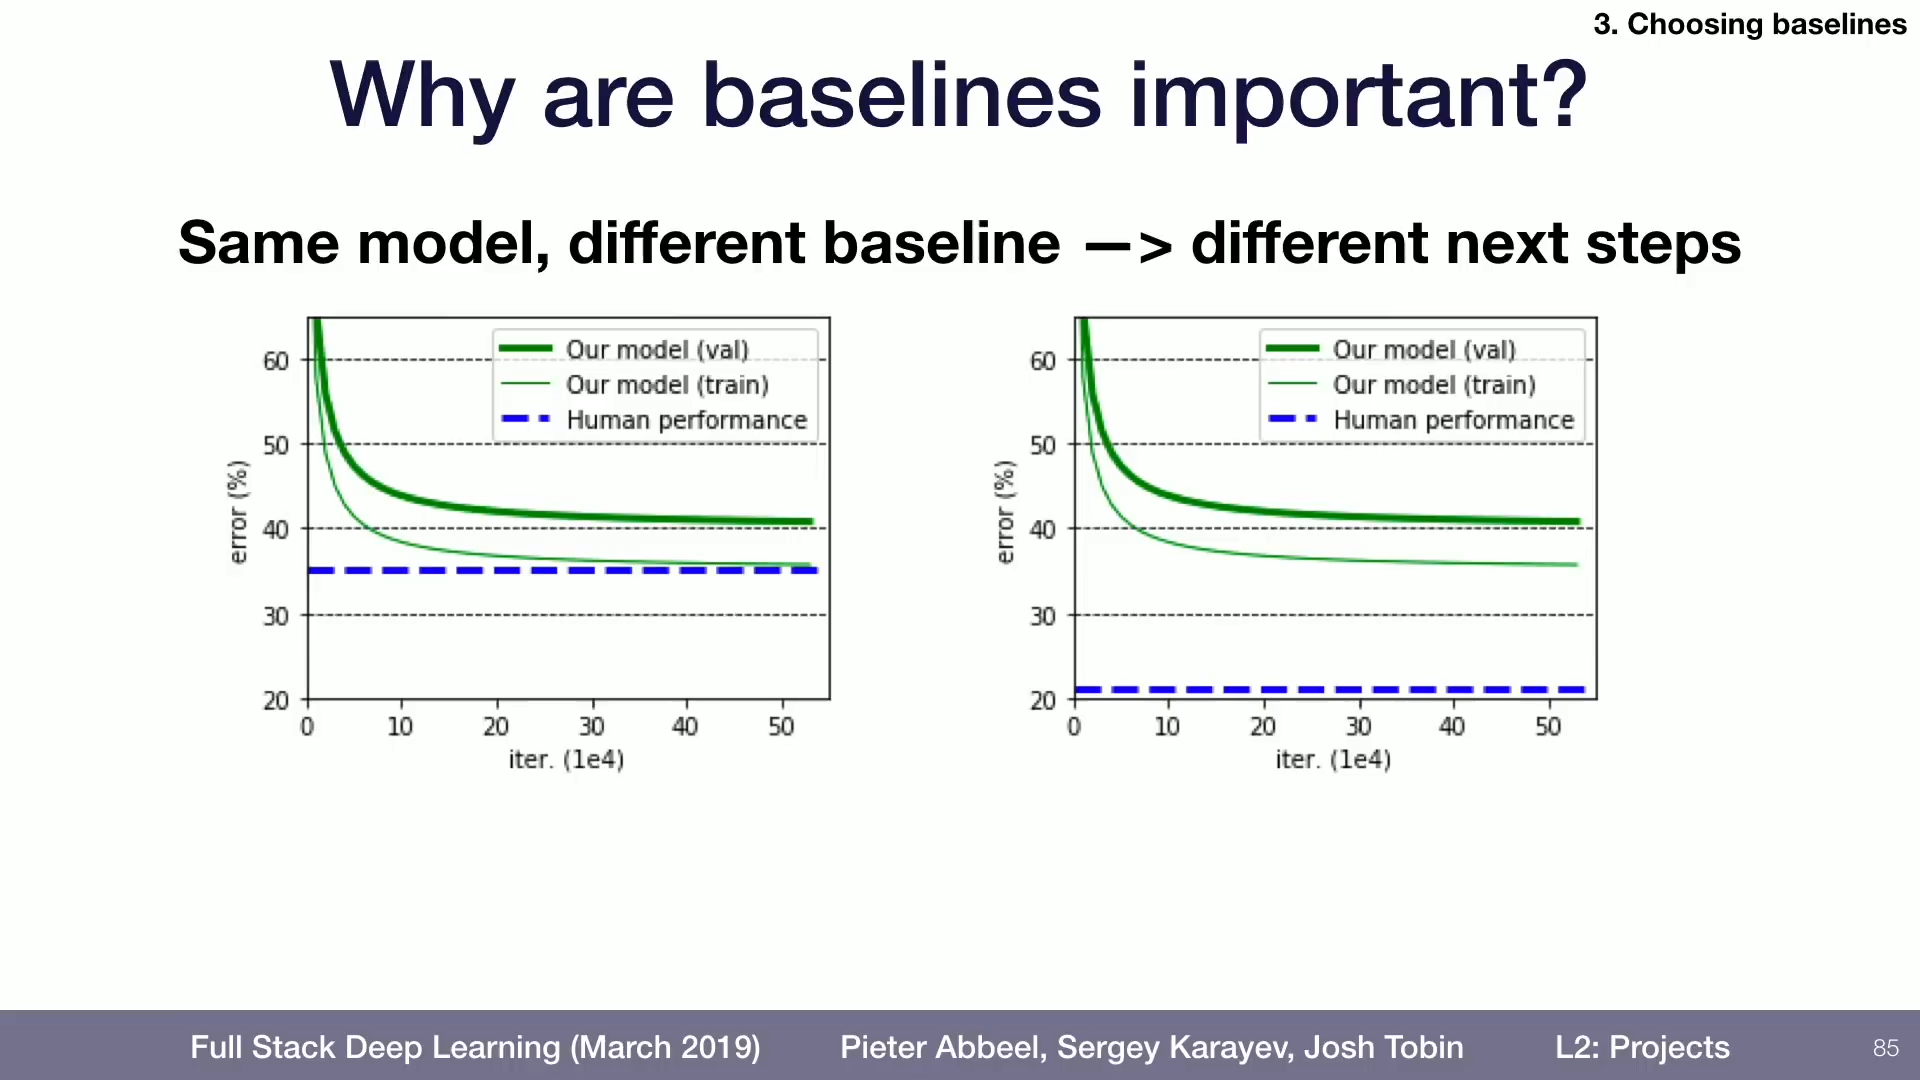 3. Choosing baselines
Why are baselines important?
Same model, different baseline —> different next steps
Our model (val)
Our model (train)
Human performance
60
50
40
30
20
error (%)
0 10 20 30 40 50
iter. (1e4)
Our model (val)
Our model (train)
Human performance
60
50
40
30
20
error (%)
0 10 20 30 40 50
iter. (1e4)
Full Stack Deep Learning (March 2019) Pieter Abbeel, Sergey Karayev, Josh Tobin L2: Projects 85